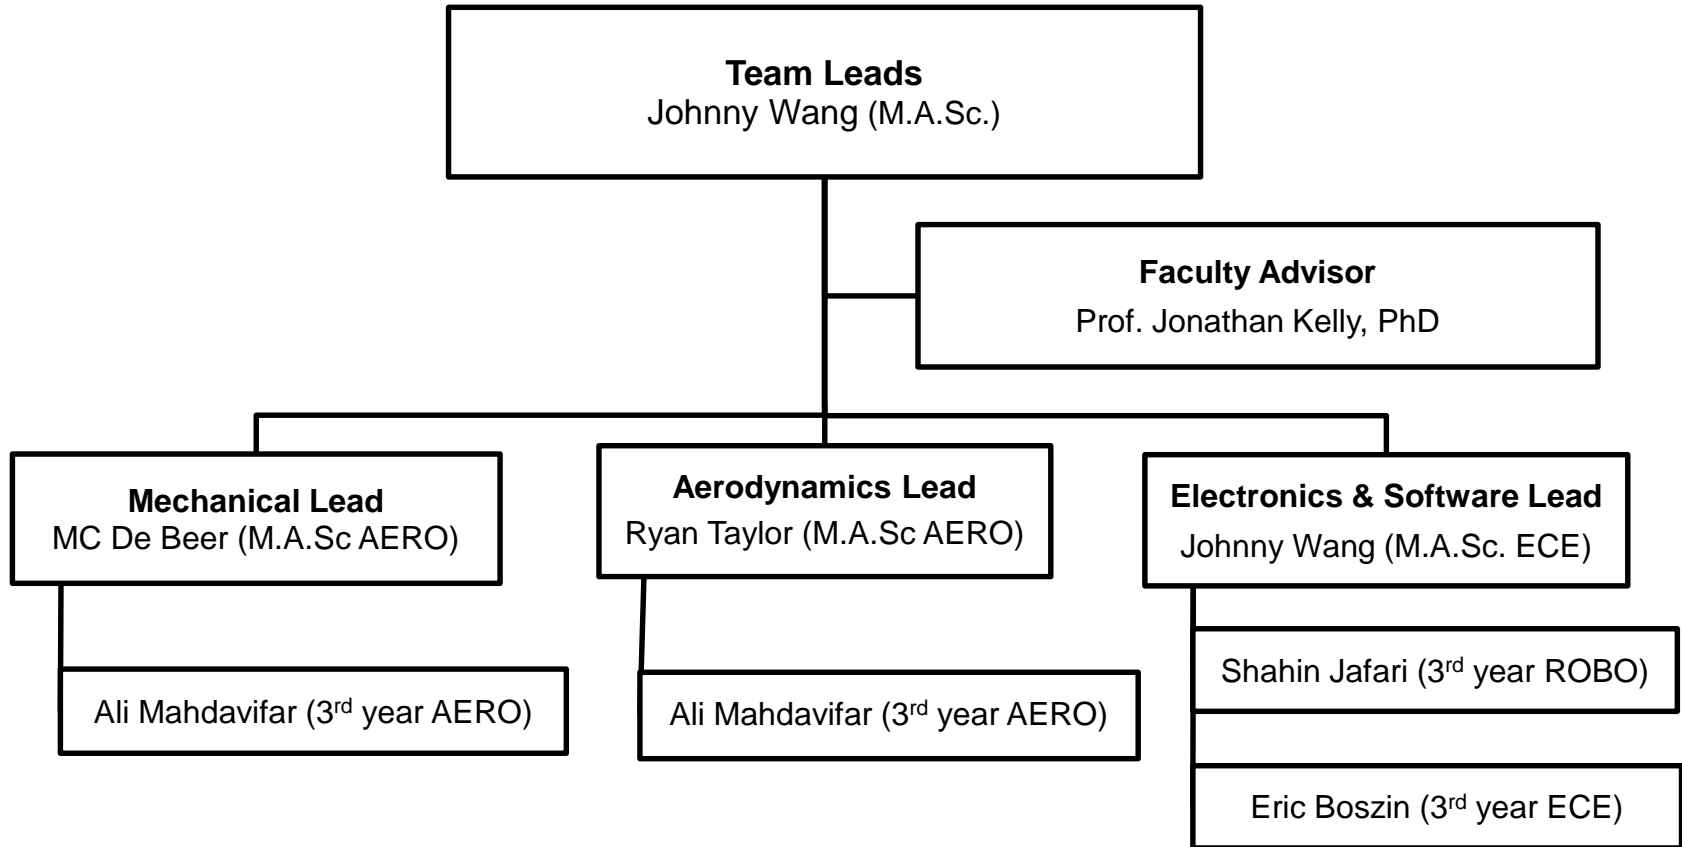 Team Leads
Johnny Wang (M.A.Sc.)
Faculty Advisor
Prof. Jonathan Kelly, PhD
Mechanical Lead
MC De Beer (M.A.Sc AERO)
Aerodynamics Lead
Ryan Taylor (M.A.Sc AERO)
Electronics & Software Lead
Johnny Wang (M.A.Sc. ECE)
Ali Mahdavifar (3rd year AERO)
Ali Mahdavifar (3rd year AERO)
Shahin Jafari (3rd year ROBO)
Eric Boszin (3rd year ECE)